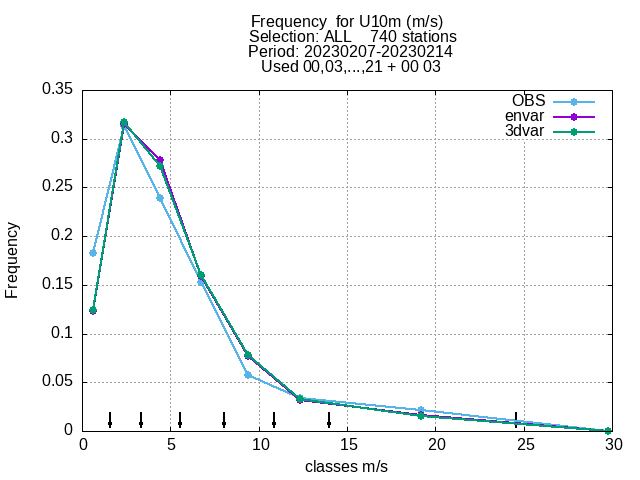 Frequency  for U10m (m/s)
Selection: ALL    740 stations
Period: 20230207-20230214
Used 00,03,...,21 + 00 03
OBS
envar
3dvar
0.35
0.3
0.25
0.2
0.15
0.1
0.05
0
Frequency
0 5 10 15 20 25 30
classes m/s